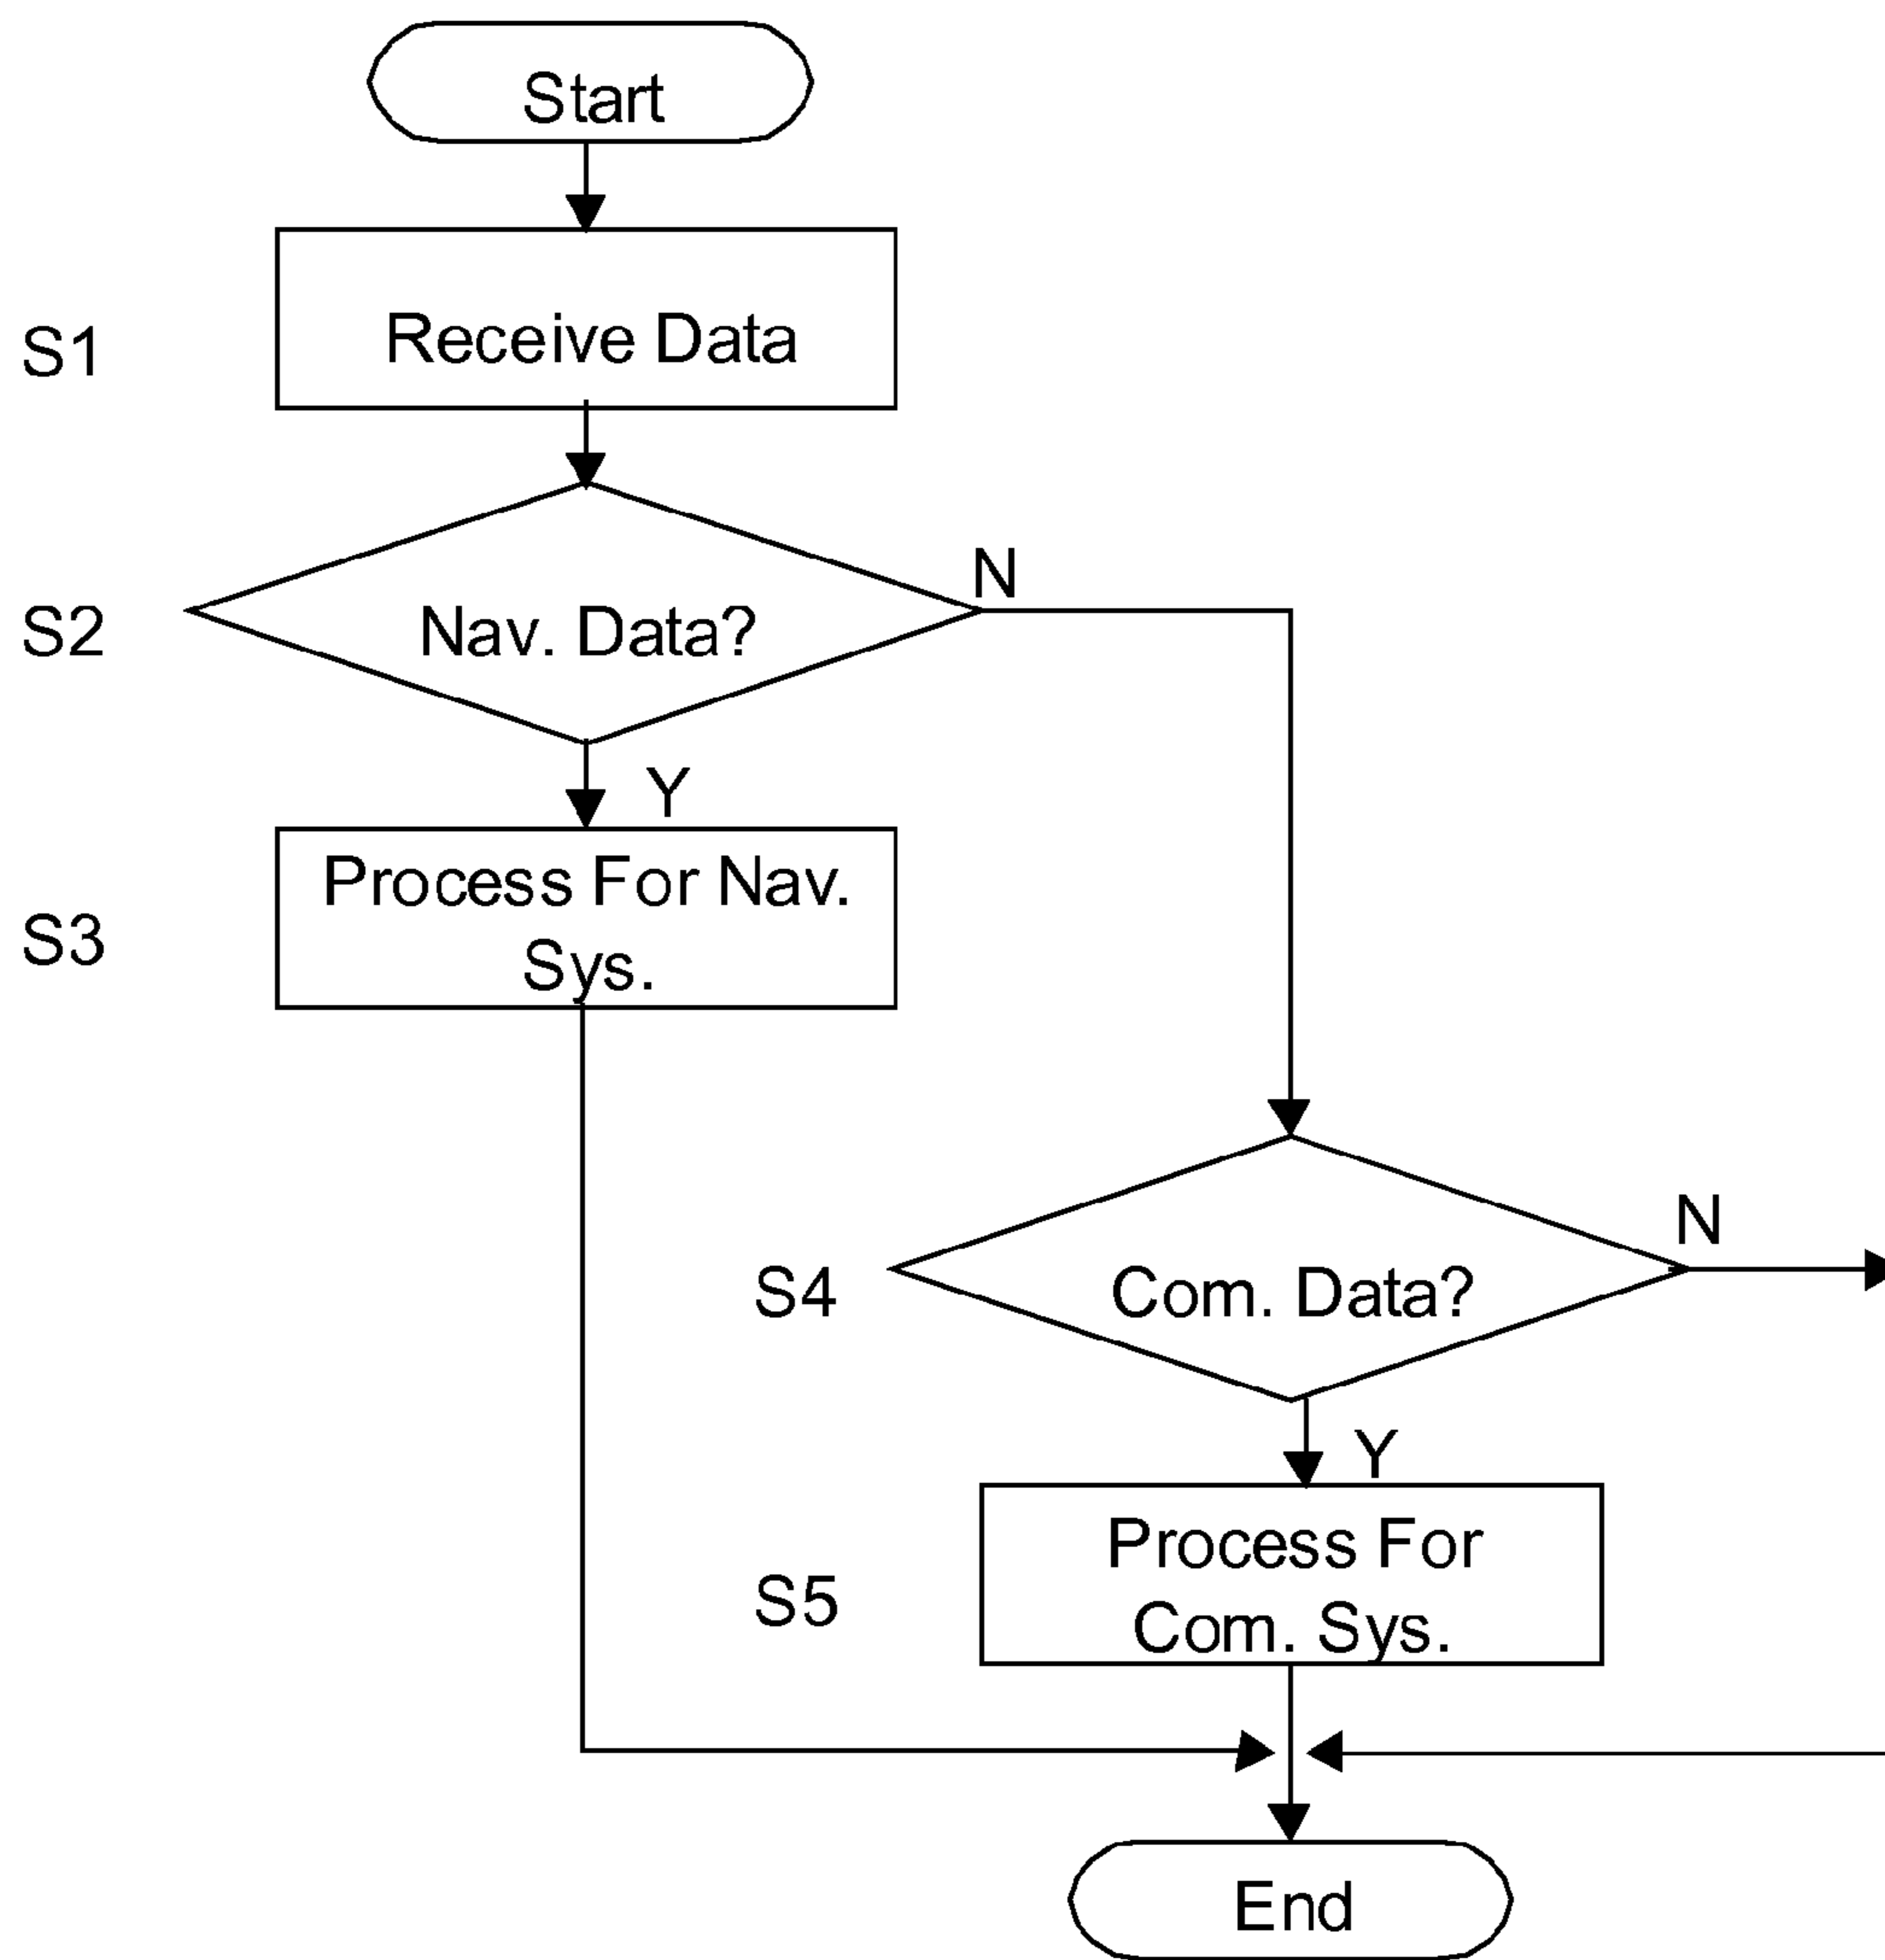 Start
S1
Receive Data
S2
Nav. Data?
N
Y
S3
Process For Nav.
Sys.
S4
Com. Data?
N
Y
S5
Process For
Com. Sys.
End